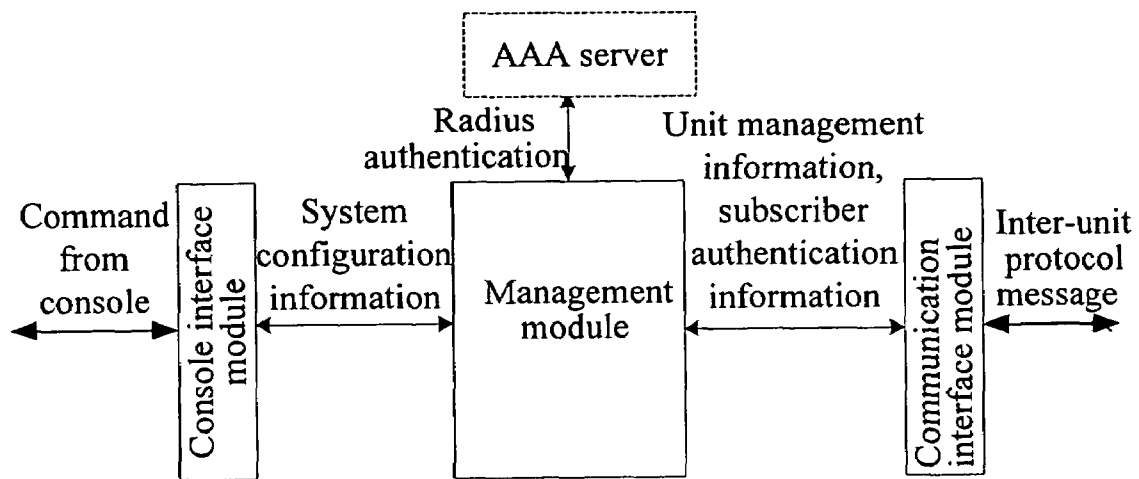 AAA server
Radius
authentication
Unit management
information,
subscriber
authentication
information
Command
from
console
Console interface
module
System
configuration
information
Management
module
Communication
interface module
Inter-unit
protocol
message